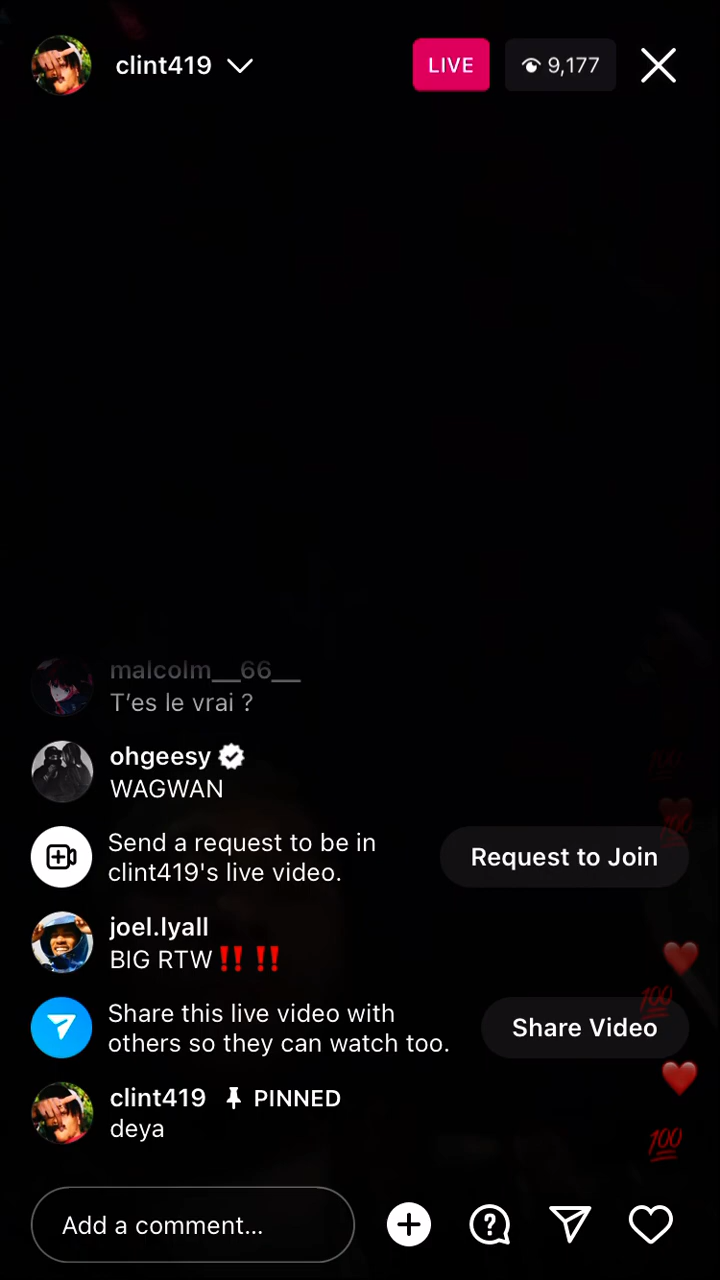 clint419
LIVE
9,177
malcolm__66__
T'es le vrai ?
ohgeesy
WAGWAN
Send a request to be in
clint419's live video.
Request to Join
joel.lyall
BIG RTW‼️ ‼️
Share this live video with
others so they can watch too.
Share Video
clint419 PINNED
deya
💯
❤️
💯
❤️
💯
❤️
💯
Add a comment...